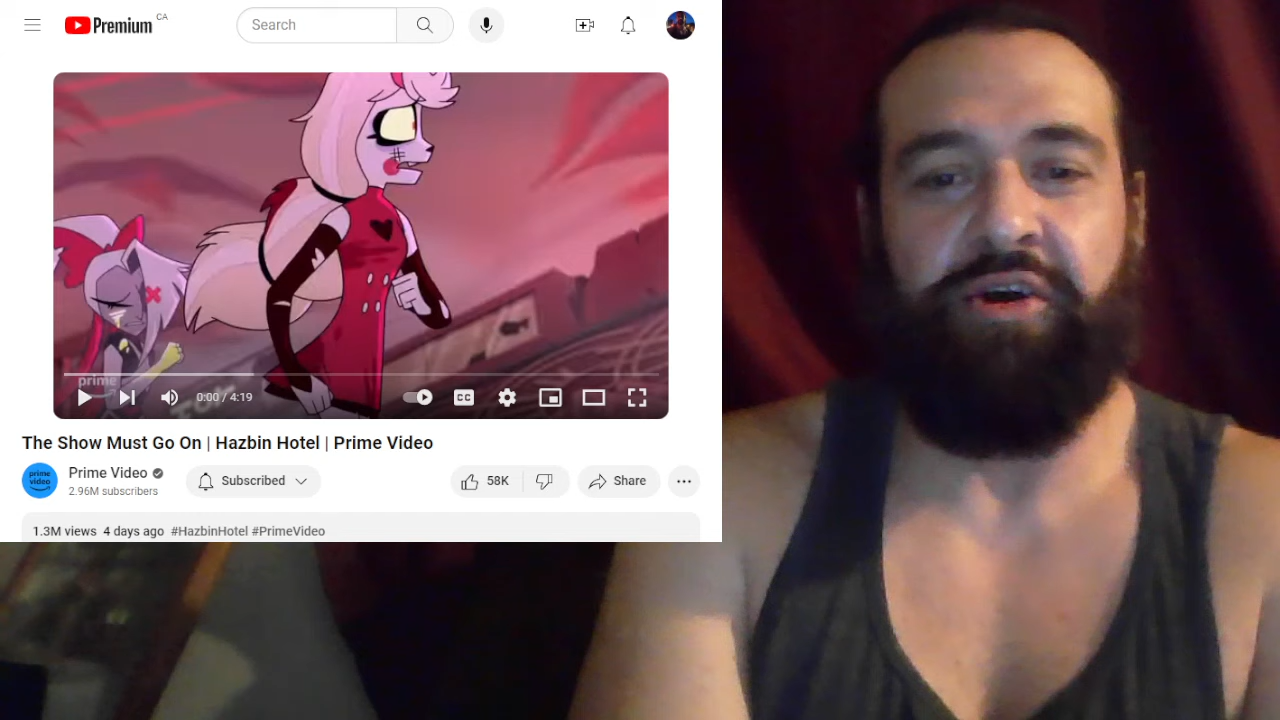 Premium CA
Search
prime
0:00 / 4:19
CC
The Show Must Go On | Hazbin Hotel | Prime Video
prime video
Prime Video
2.96M subscribers
Subscribed
58K
Share
1.3M views 4 days ago #HazbinHotel #PrimeVideo